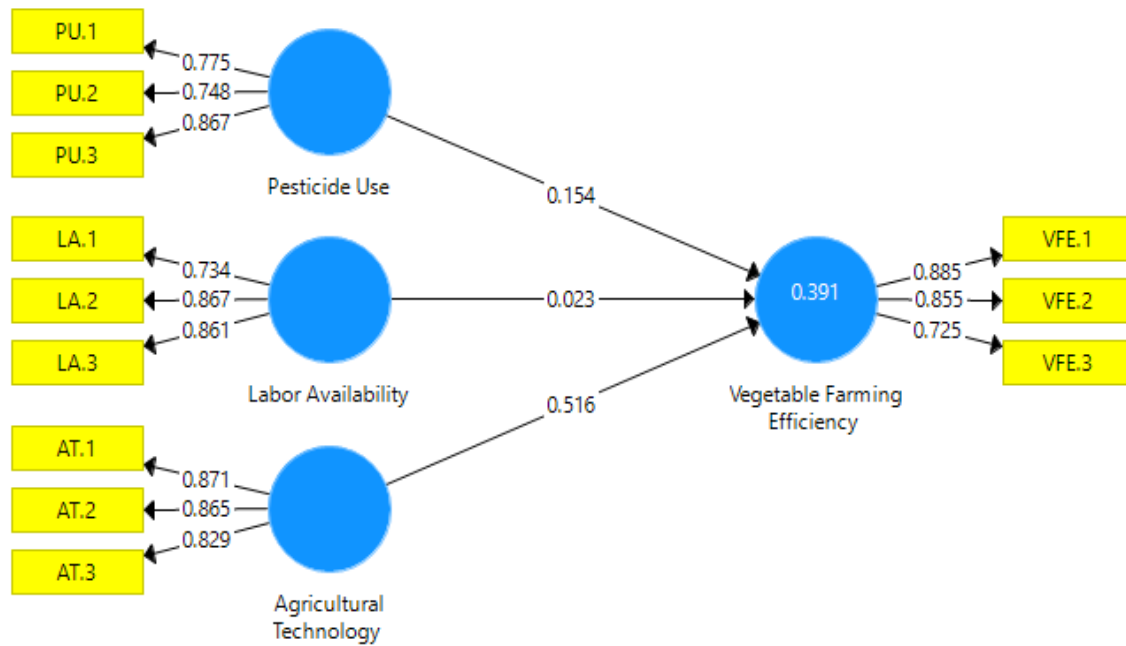 PU.1
0.775
PU.2
0.748
PU.3
0.867
Pesticide Use
0.154
LA.1
0.734
LA.2
0.867
LA.3
0.861
Labor Availability
0.023
AT.1
0.871
AT.2
0.865
AT.3
0.829
Agricultural
Technology
0.516
0.391
Vegetable Farming
Efficiency
VFE.1
0.885
VFE.2
0.855
VFE.3
0.725